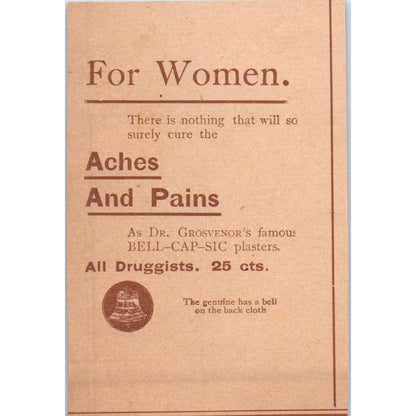 For Women.
There is nothing that will so
surely cure the
Aches
And Pains
As Dr. Grosvenor's famous
BELL–CAP–SIC plasters.
All Druggists. 25 cts.
The genuine has a bell
on the back cloth